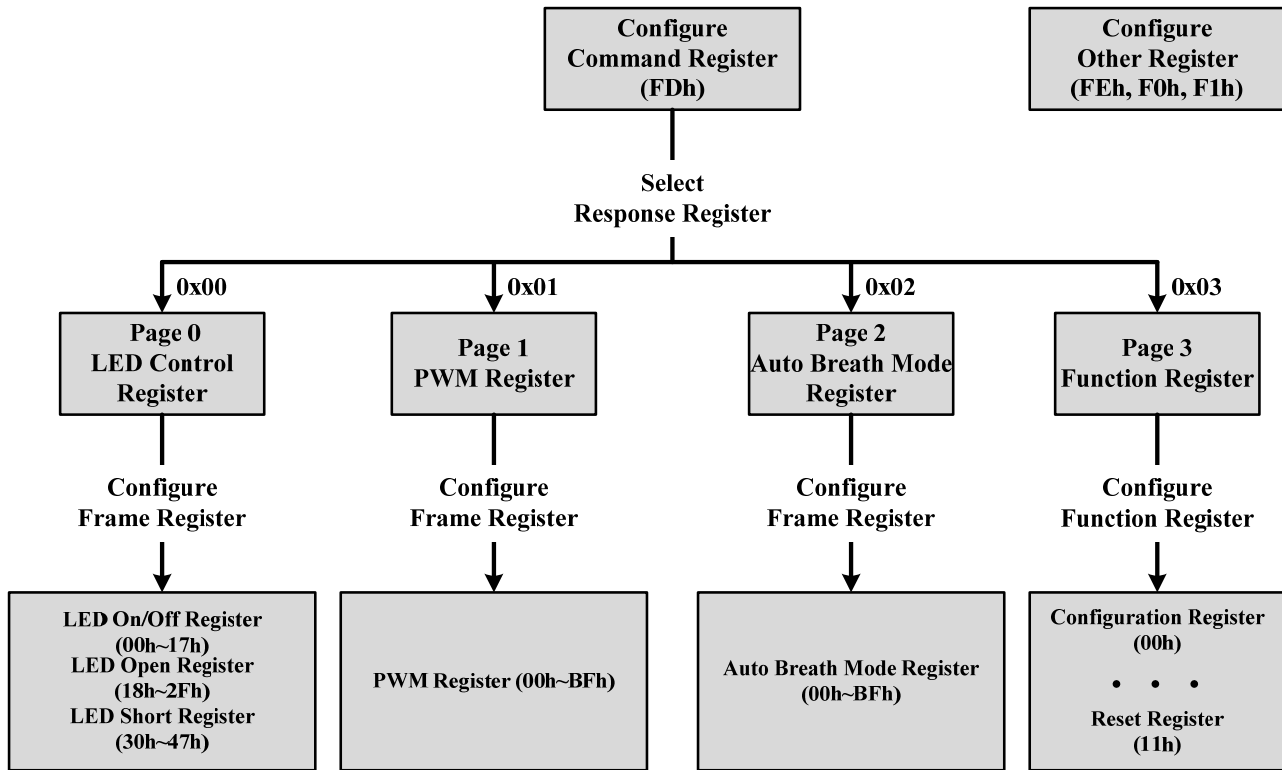 Configure
Command Register
(FDh)
Configure
Other Register
(FEh, F0h, F1h)
Select
Response Register
0x00
0x01
0x02
0x03
Page 0
LED Control
Register
Page 1
PWM Register
Page 2
Auto Breath Mode
Register
Page 3
Function Register
Configure
Frame Register
Configure
Frame Register
Configure
Frame Register
Configure
Function Register
LED On/Off Register
(00h~17h)
LED Open Register
(18h~2Fh)
LED Short Register
(30h~47h)
PWM Register (00h~BFh)
Auto Breath Mode Register
(00h~BFh)
Configuration Register
(00h)
• • •
Reset Register
(11h)